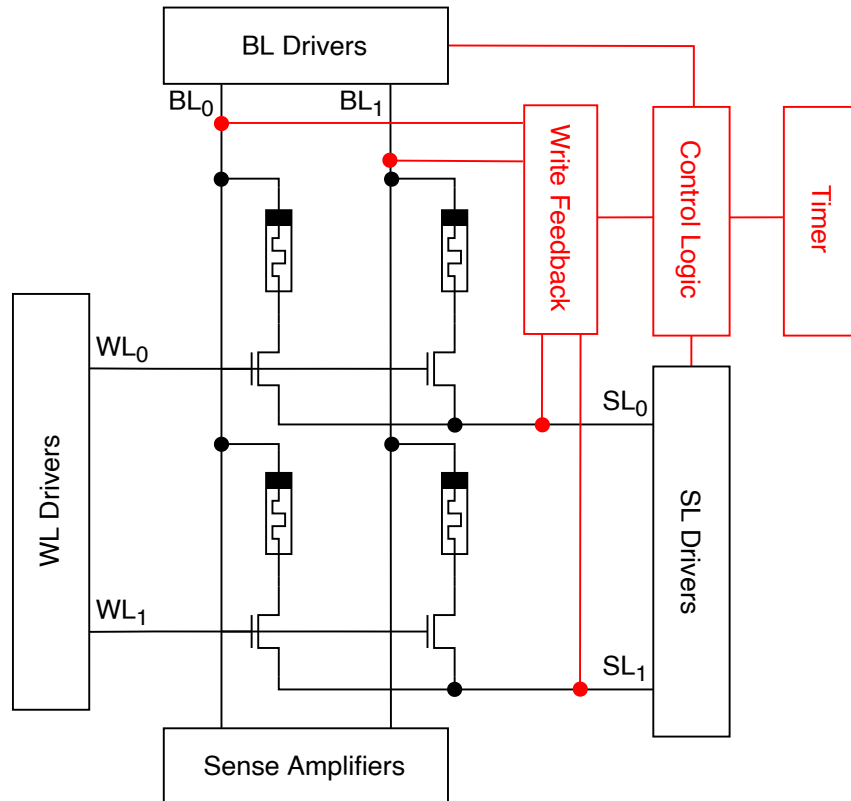 BL Drivers
BL₀
BL₁
Write Feedback
Control Logic
Timer
WL₀
SL₀
WL Drivers
SL Drivers
WL₁
SL₁
Sense Amplifiers